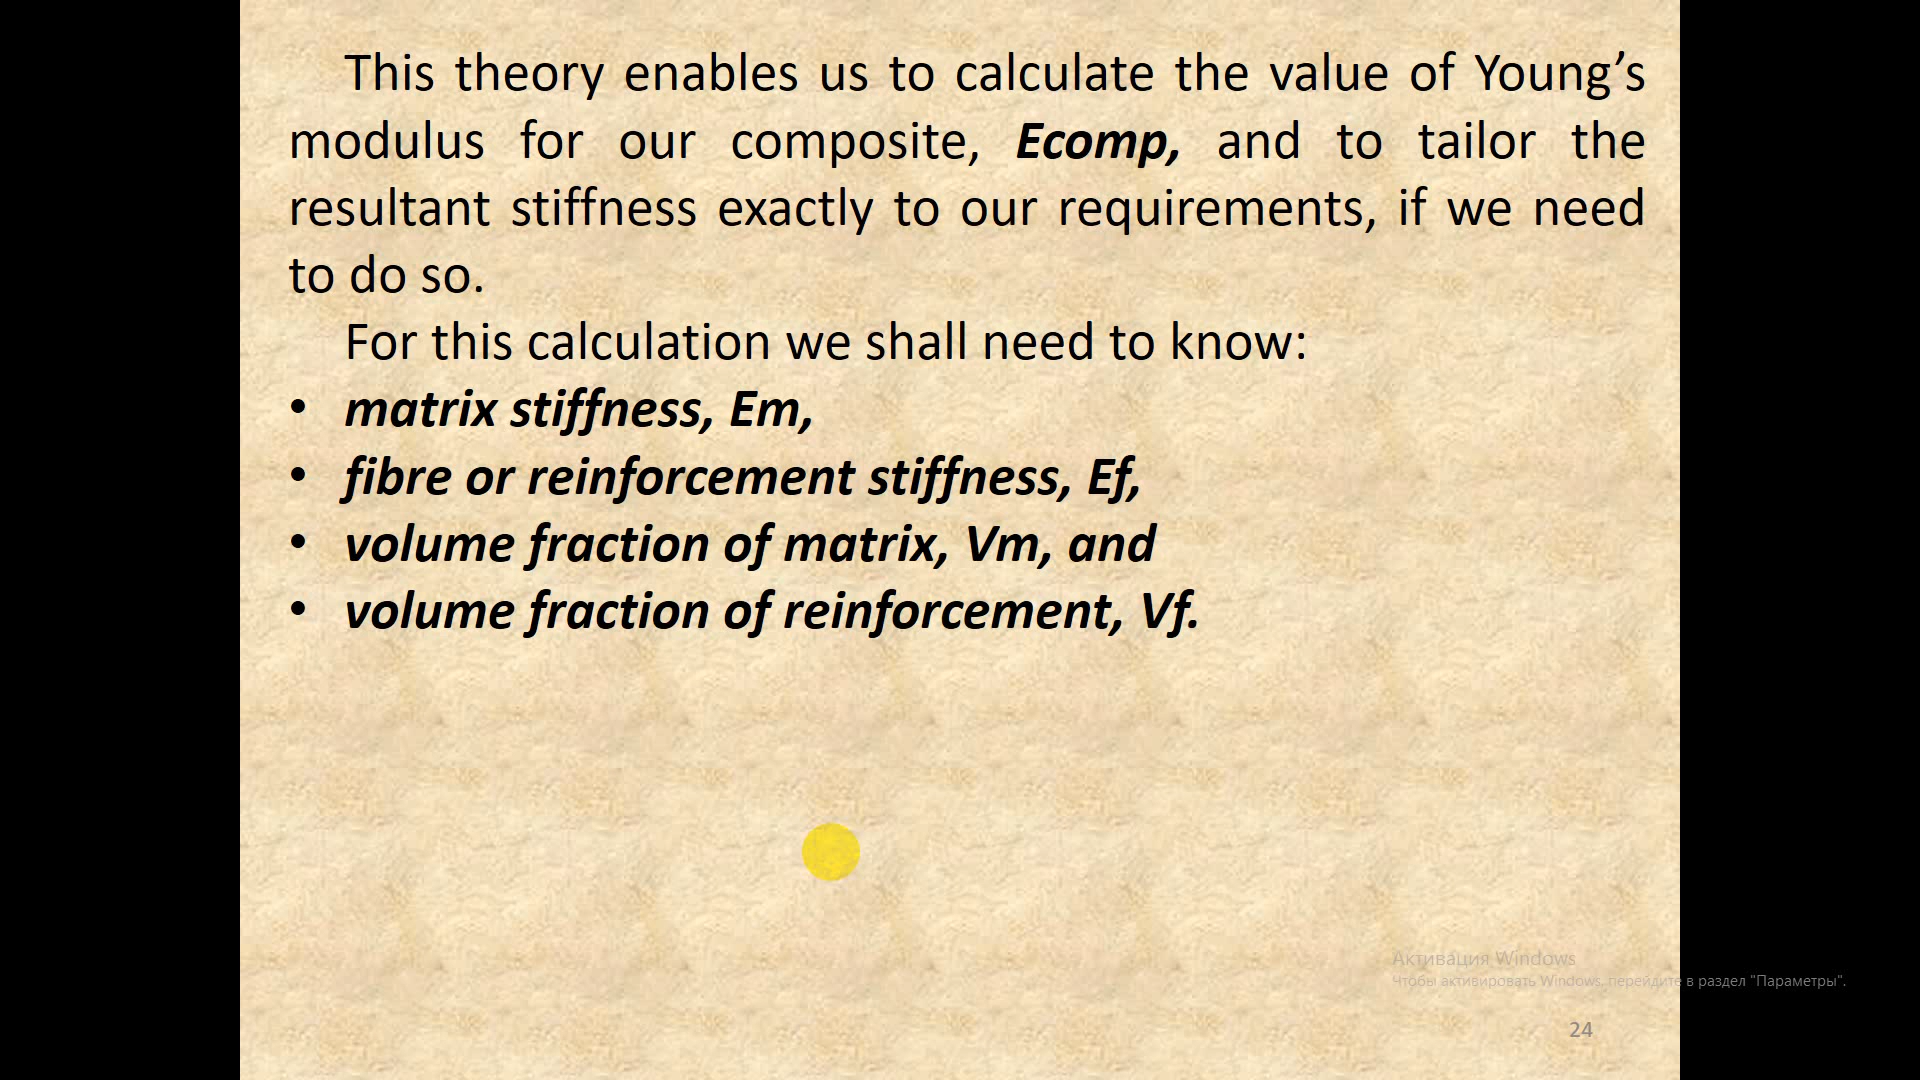 This theory enables us to calculate the value of Young’s
modulus for our composite, Ecomp, and to tailor the
resultant stiffness exactly to our requirements, if we need
to do so.
For this calculation we shall need to know:
• matrix stiffness, Em,
• fibre or reinforcement stiffness, Ef,
• volume fraction of matrix, Vm, and
• volume fraction of reinforcement, Vf.
Активация Windows
Чтобы активировать Windows, перейдите в раздел "Параметры".
24